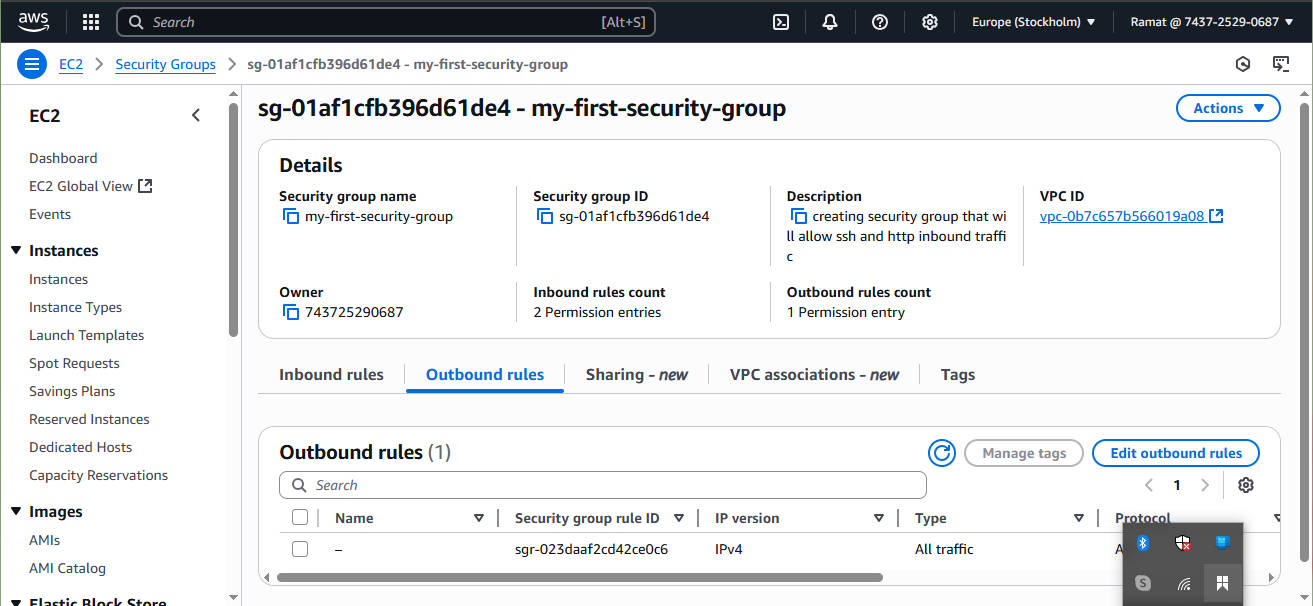 aws
Search [Alt+S]
Europe (Stockholm)
Ramat @ 7437-2529-0687
EC2
Security Groups
sg-01af1cfb396d61de4 - my-first-security-group
EC2
Dashboard
EC2 Global View
Events
Instances
Instances
Instance Types
Launch Templates
Spot Requests
Savings Plans
Reserved Instances
Dedicated Hosts
Capacity Reservations
Images
AMIs
AMI Catalog
Elastic Block Store
sg-01af1cfb396d61de4 - my-first-security-group
Actions
Details
Security group name
my-first-security-group
Security group ID
sg-01af1cfb396d61de4
Description
creating security group that wi
ll allow ssh and http inbound traffi
c
VPC ID
vpc-0b7c657b566019a08
Owner
743725290687
Inbound rules count
2 Permission entries
Outbound rules count
1 Permission entry
Inbound rules
Outbound rules
Sharing - new
VPC associations - new
Tags
Outbound rules (1)
Manage tags
Edit outbound rules
Search
1
Name
Security group rule ID
IP version
Type
Protocol
–
sgr-023daaf2cd42ce0c6
IPv4
All traffic